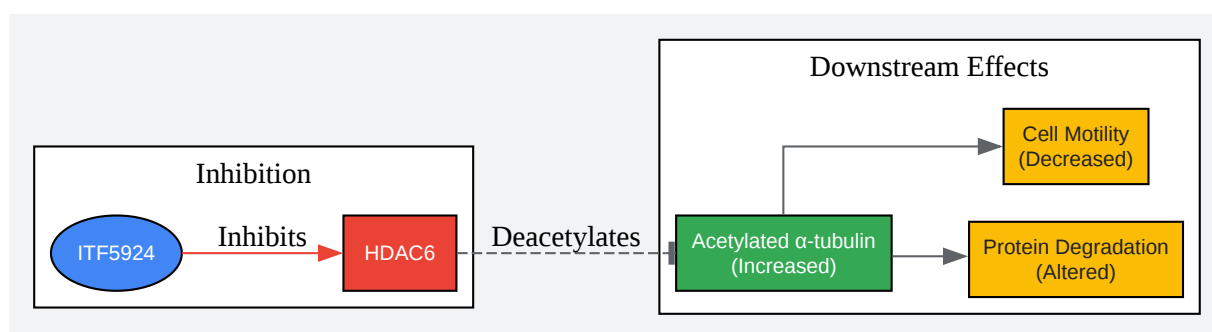 Downstream Effects
Cell Motility
(Decreased)
Inhibition
ITF5924
Inhibits
HDAC6
Deacetylates
Acetylated α-tubulin
(Increased)
Protein Degradation
(Altered)